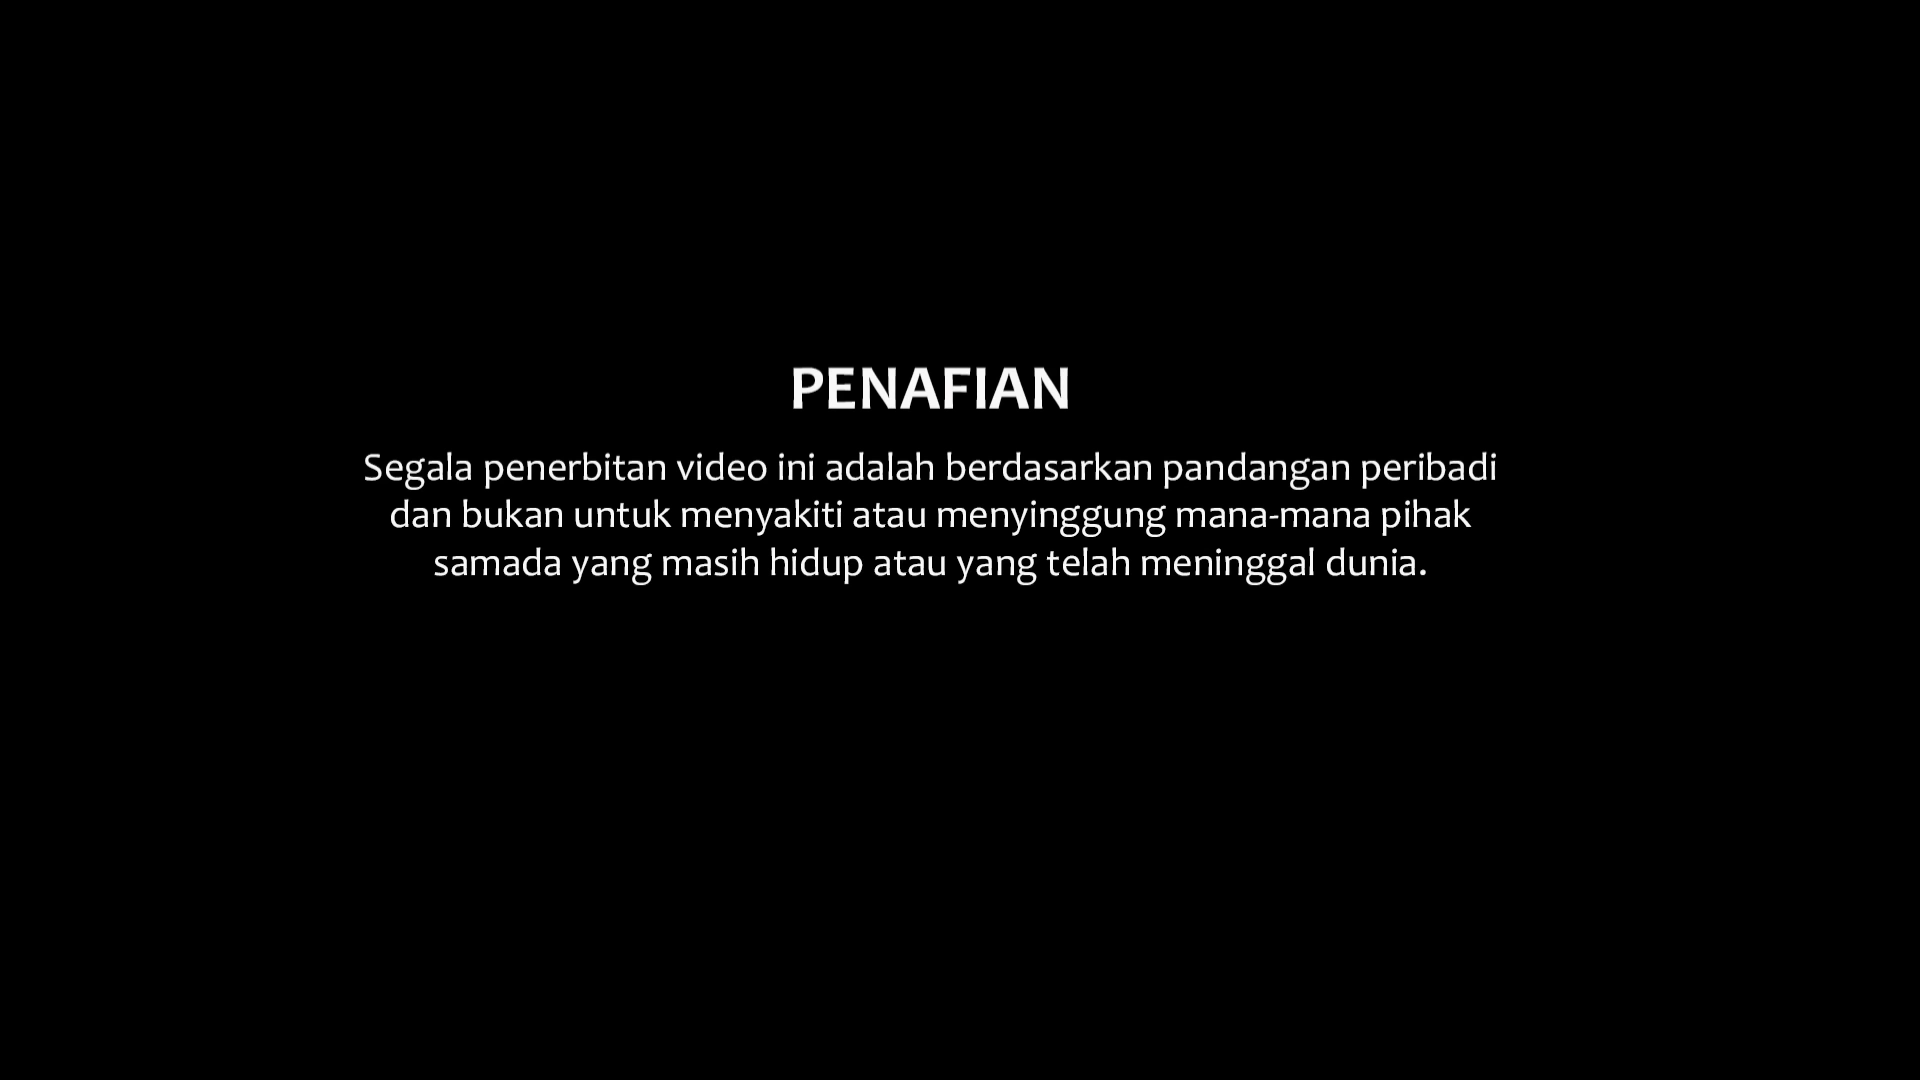 PENAFIAN
Segala penerbitan video ini adalah berdasarkan pandangan peribadi
dan bukan untuk menyakiti atau menyinggung mana-mana pihak
samada yang masih hidup atau yang telah meninggal dunia.